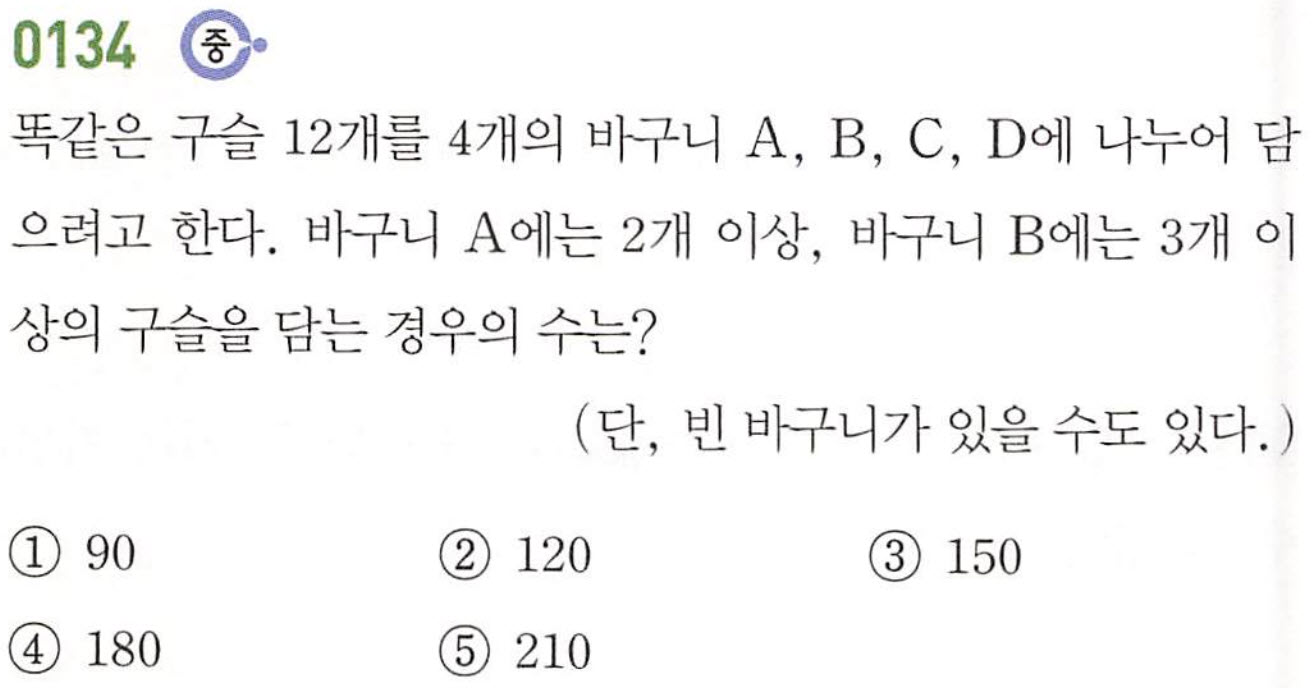 0134 중
똑같은 구슬 12개를 4개의 바구니 A, B, C, D에 나누어 담
으려고 한다. 바구니 A에는 2개 이상, 바구니 B에는 3개 이
상의 구슬을 담는 경우의 수는?
(단, 빈 바구니가 있을 수도 있다.)
① 90 ② 120 ③ 150
④ 180 ⑤ 210